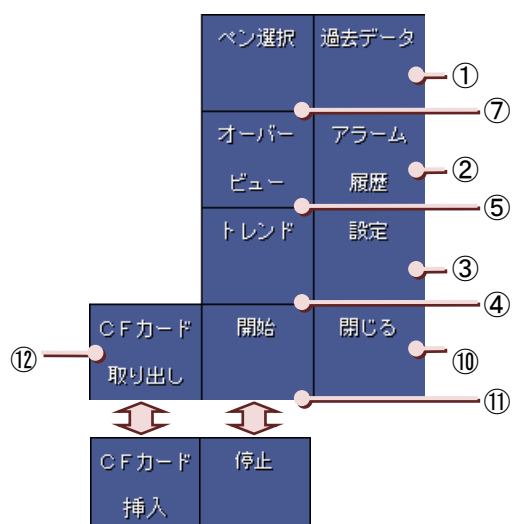 ペン選択
過去データ
①
⑦
オーバー
ビュー
アラーム
履歴
②
⑤
トレンド
設定
③
④
CFカード
取り出し
開始
閉じる
⑫
⑩
⑪
CFカード
挿入
停止